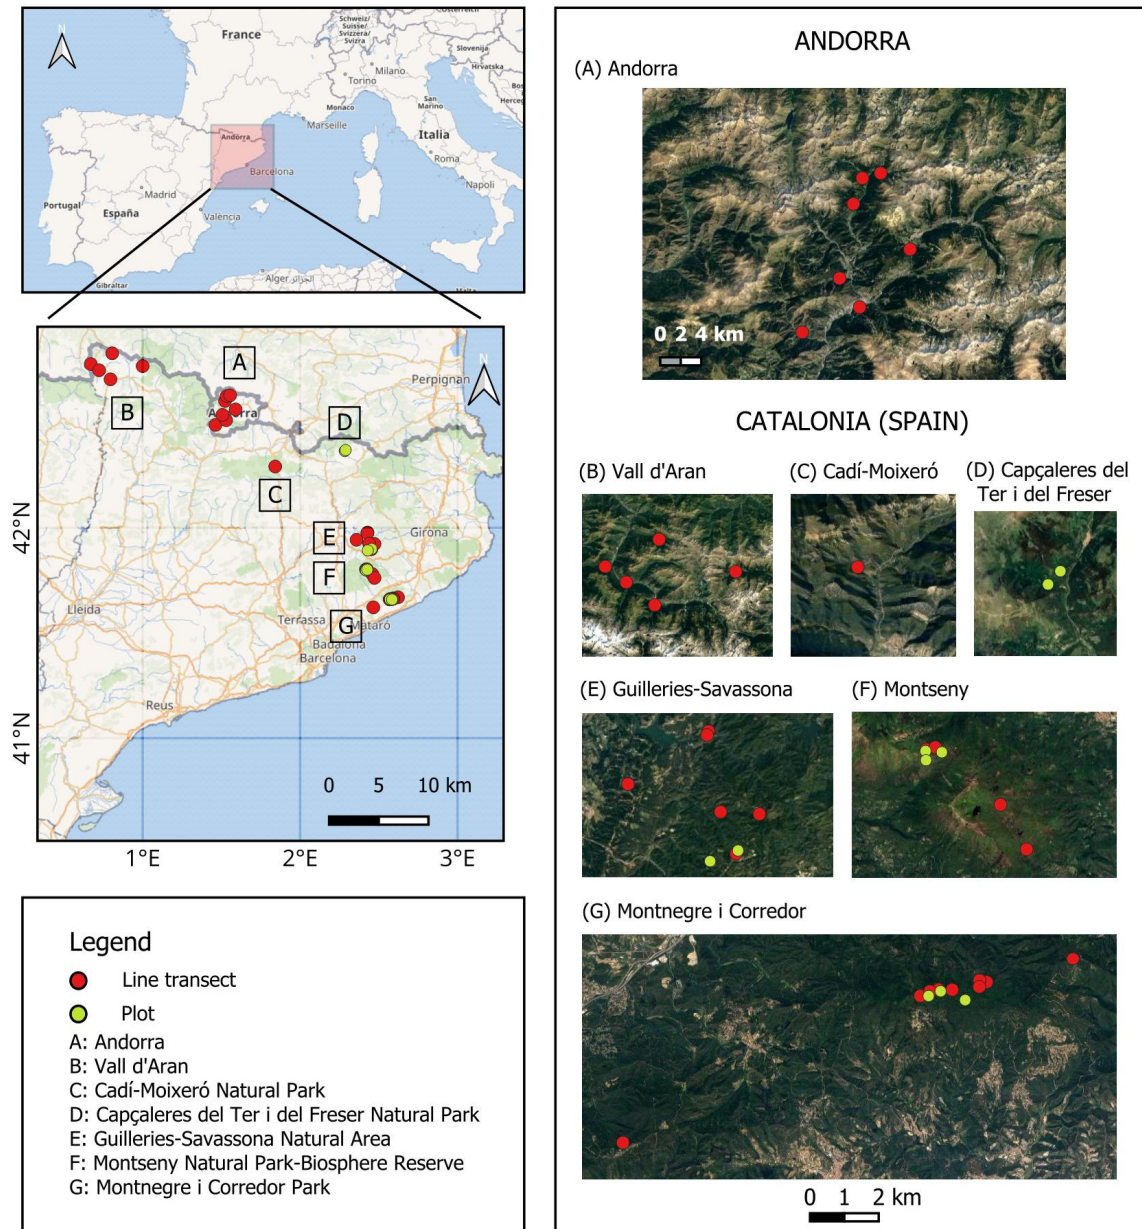 N
France
Schweiz/
Suisse/
Svizzera/
Svizra
Slovenija
Hrvatska
Milano
Torino
Bos
Herceg
Monaco
San
Marino
Marseille
Italia
Andorra
Barcelona
Roma
Napoli
Madrid
Portugal
España
València
Gibraltar
Alger الجزائر
Malta
N
A
Perpignan
B
D
Andorra
C
42°N
E
Girona
F
Lleida
Terrassa
G
Mataró
Badalona
Barcelona
Reus
41°N
0 5 10 km
1°E 2°E 3°E
Legend
Line transect
Plot
A: Andorra
B: Vall d'Aran
C: Cadí-Moixeró Natural Park
D: Capçaleres del Ter i del Freser Natural Park
E: Guilleries-Savassona Natural Area
F: Montseny Natural Park-Biosphere Reserve
G: Montnegre i Corredor Park
ANDORRA
(A) Andorra
0 2 4 km
CATALONIA (SPAIN)
(B) Vall d'Aran
(C) Cadí-Moixeró
(D) Capçaleres del
Ter i del Freser
(E) Guilleries-Savassona
(F) Montseny
(G) Montnegre i Corredor
0 1 2 km